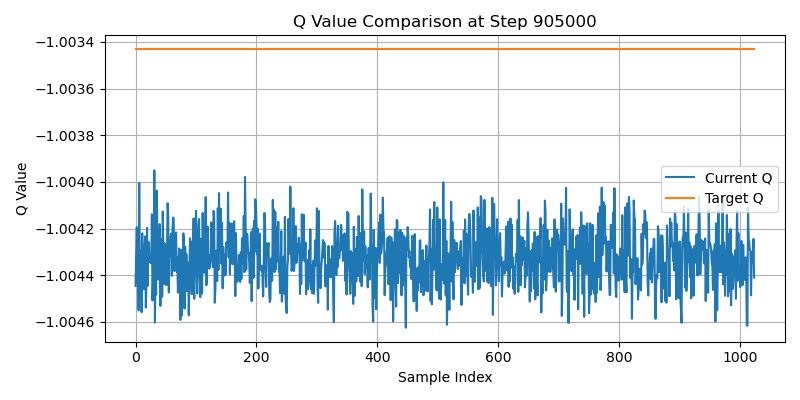 Q Value Comparison at Step 905000
−1.0034
−1.0036
−1.0038
−1.0040
−1.0042
−1.0044
−1.0046
Q Value
Current Q
Target Q
0
200
400
600
800
1000
Sample Index